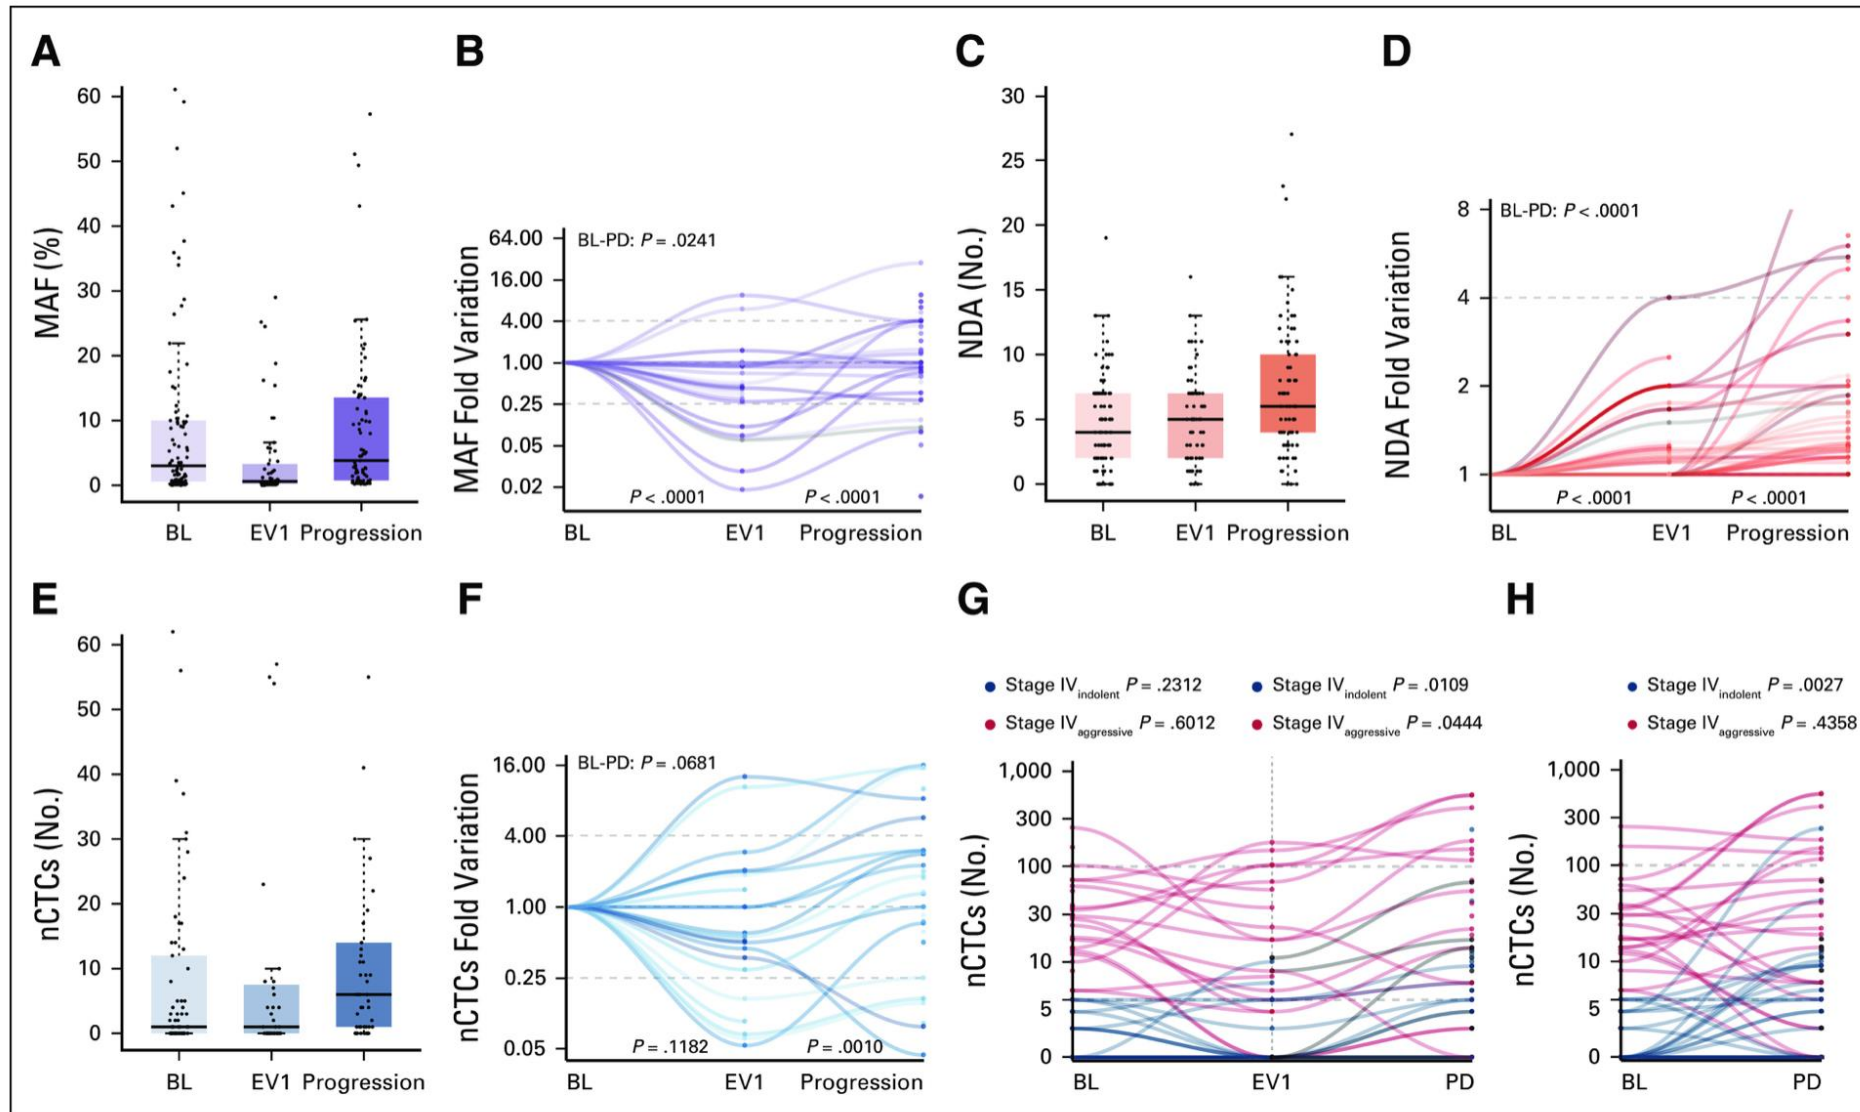 A
B
C
D
MAF (%)
60
50
40
30
20
10
0
BL
EV1
Progression
MAF Fold Variation
64.00
16.00
4.00
1.00
0.25
0.05
0.02
BL-PD: P = .0241
P < .0001
P < .0001
BL
EV1
Progression
NDA (No.)
30
25
20
15
10
5
0
BL
EV1
Progression
NDA Fold Variation
8
4
2
1
BL-PD: P < .0001
P < .0001
P < .0001
BL
EV1
Progression
E
F
G
H
nCTCs (No.)
60
50
40
30
20
10
0
BL
EV1
Progression
nCTCs Fold Variation
16.00
4.00
1.00
0.25
0.05
BL-PD: P = .0681
P = .1182
P = .0010
BL
EV1
Progression
Stage IVindolent P = .2312
Stage IVaggressive P = .6012
Stage IVindolent P = .0109
Stage IVaggressive P = .0444
nCTCs (No.)
1,000
300
100
30
10
5
0
BL
EV1
PD
Stage IVindolent P = .0027
Stage IVaggressive P = .4358
nCTCs (No.)
1,000
300
100
30
10
5
0
BL
PD